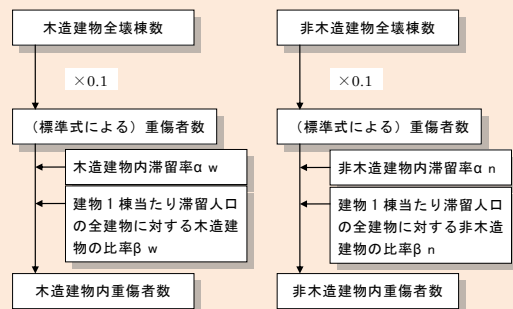 木造建物全壊棟数
×0.1
（標準式による）重傷者数
木造建物内滞留率α w
建物１棟当たり滞留人口
の全建物に対する木造建
物の比率β w
木造建物内重傷者数
非木造建物全壊棟数
×0.1
（標準式による）重傷者数
非木造建物内滞留率α n
建物１棟当たり滞留人口
の全建物に対する非木造
建物の比率β n
非木造建物内重傷者数